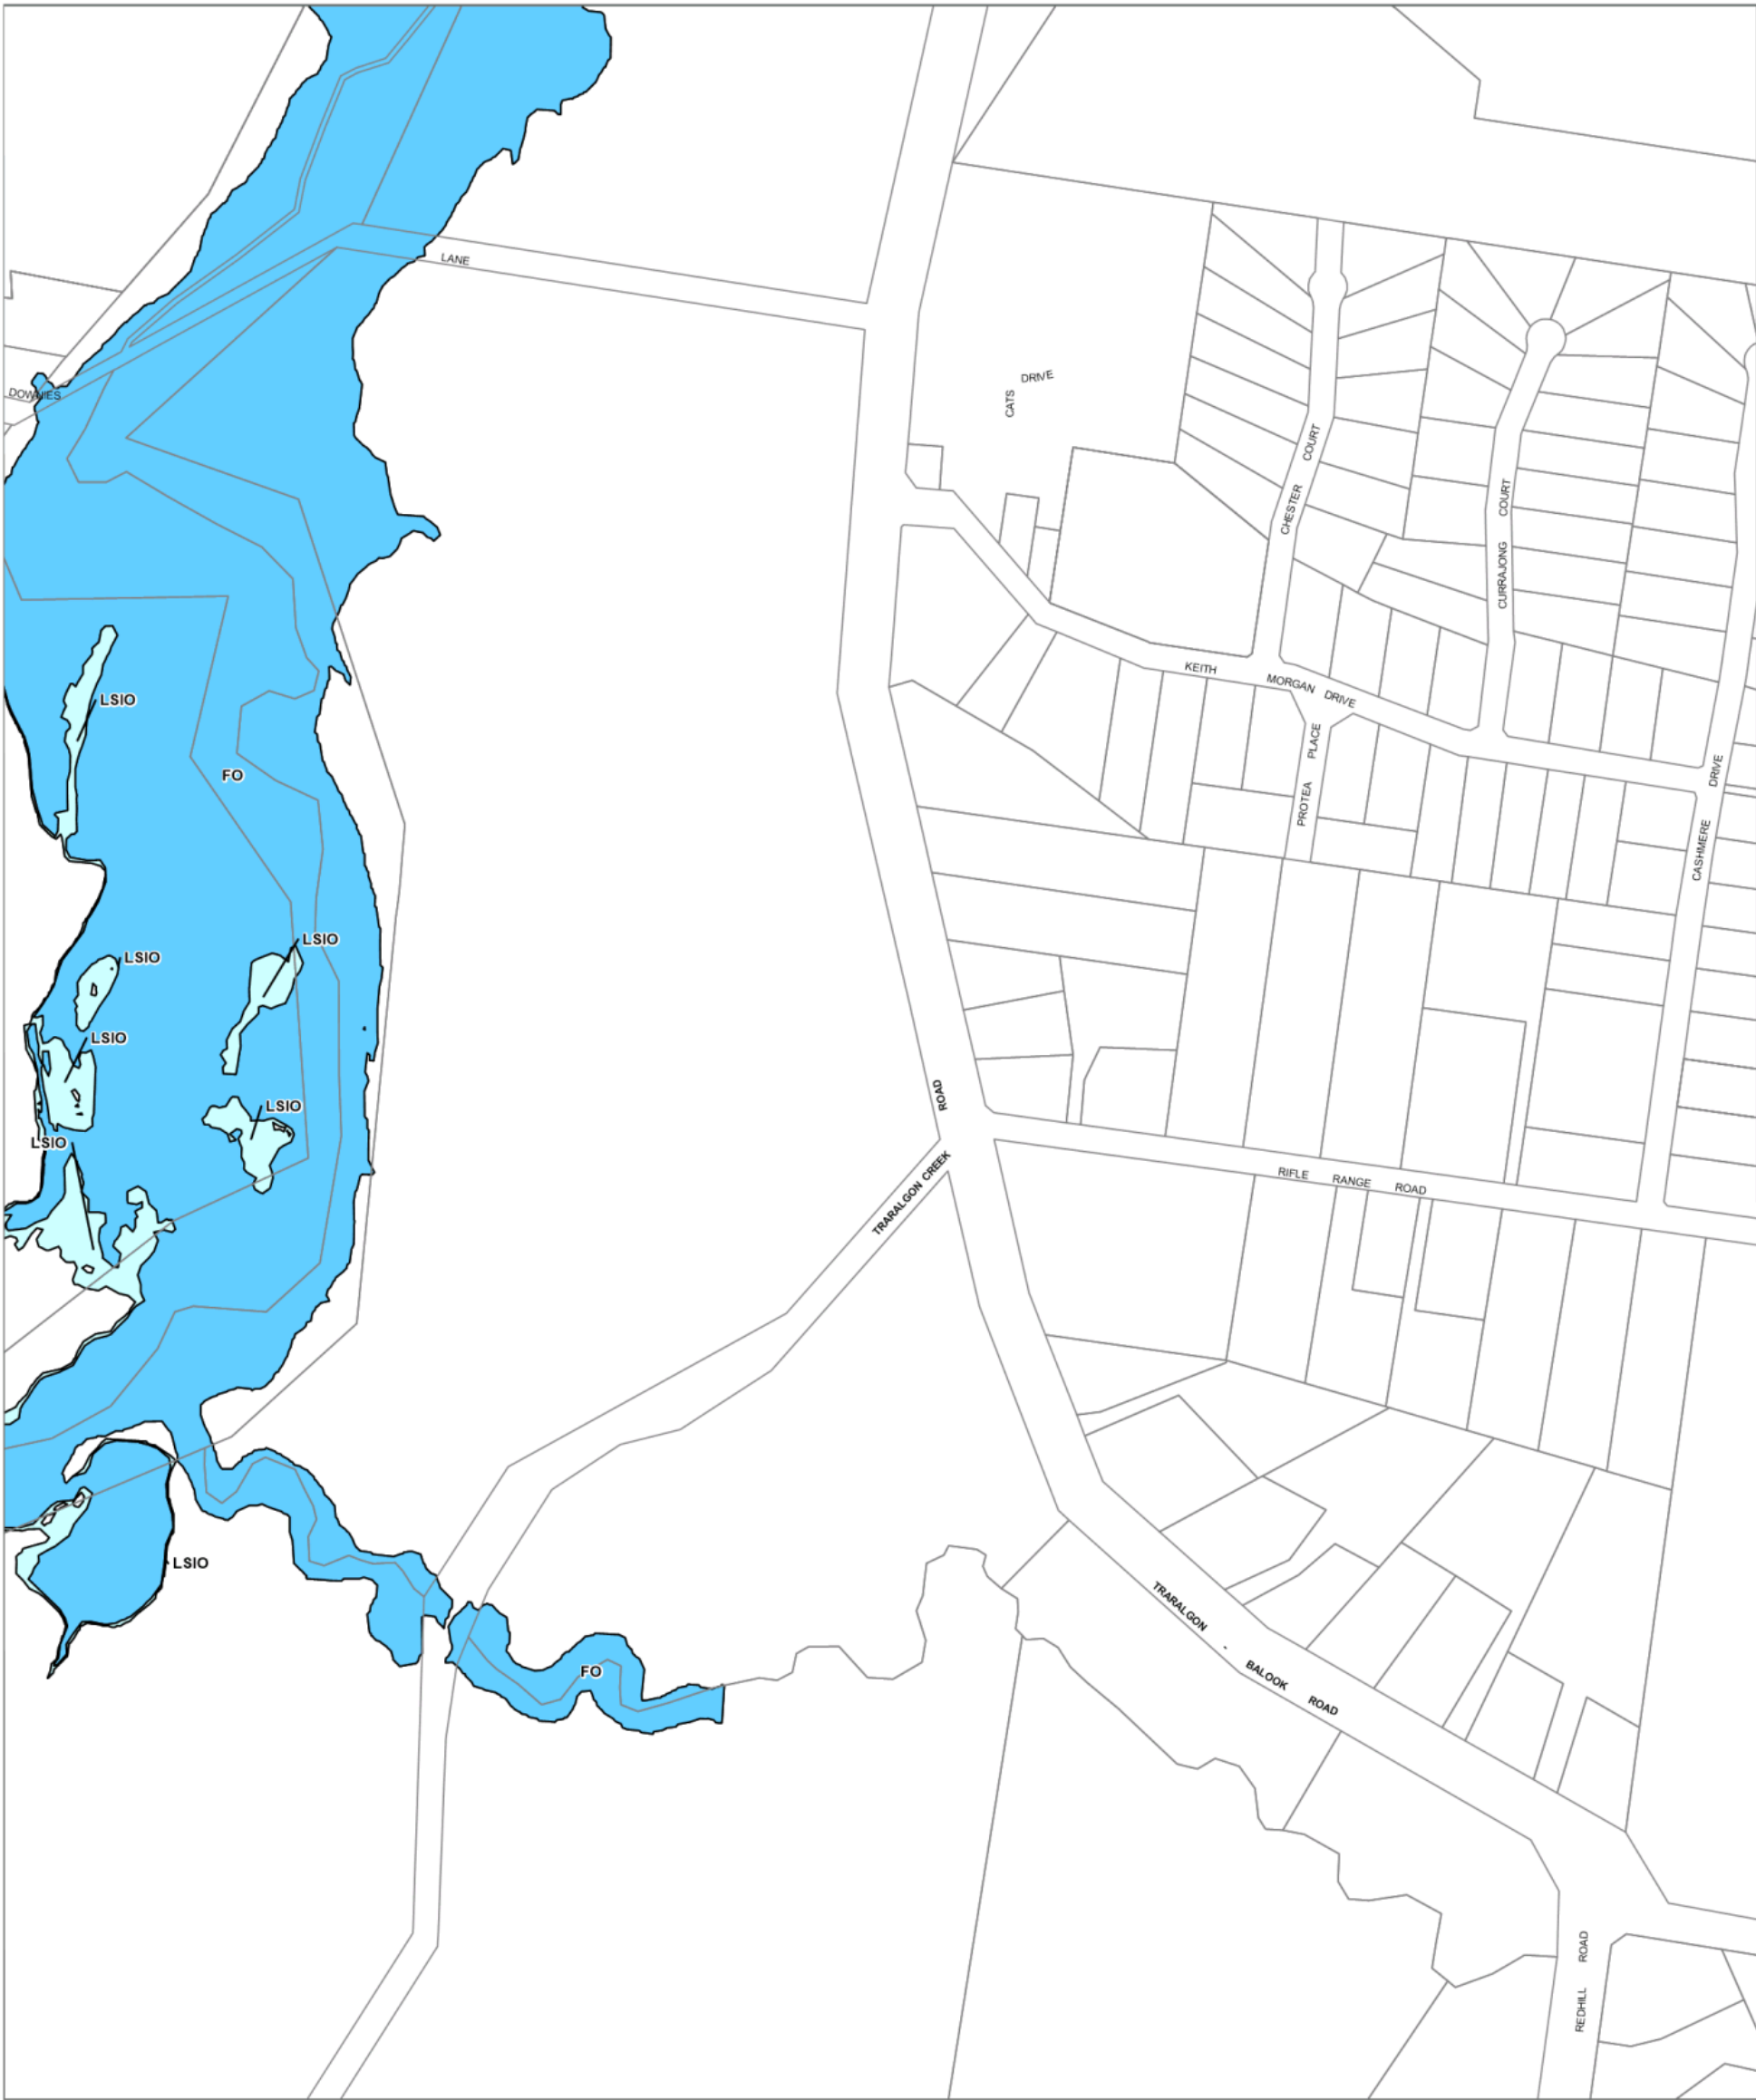 LANE
DOWNIES
DRIVE
CATS
CHESTER COURT
CURRAJONG COURT
KEITH MORGAN DRIVE
LSIO
PROTEA PLACE
FO
CASHMERE DRIVE
LSIO
LSIO
LSIO
LSIO
LSIO
ROAD
TRARALGON CREEK
RIFLE RANGE ROAD
LSIO
TRARALGON - BALOOK ROAD
FO
REDHILL ROAD